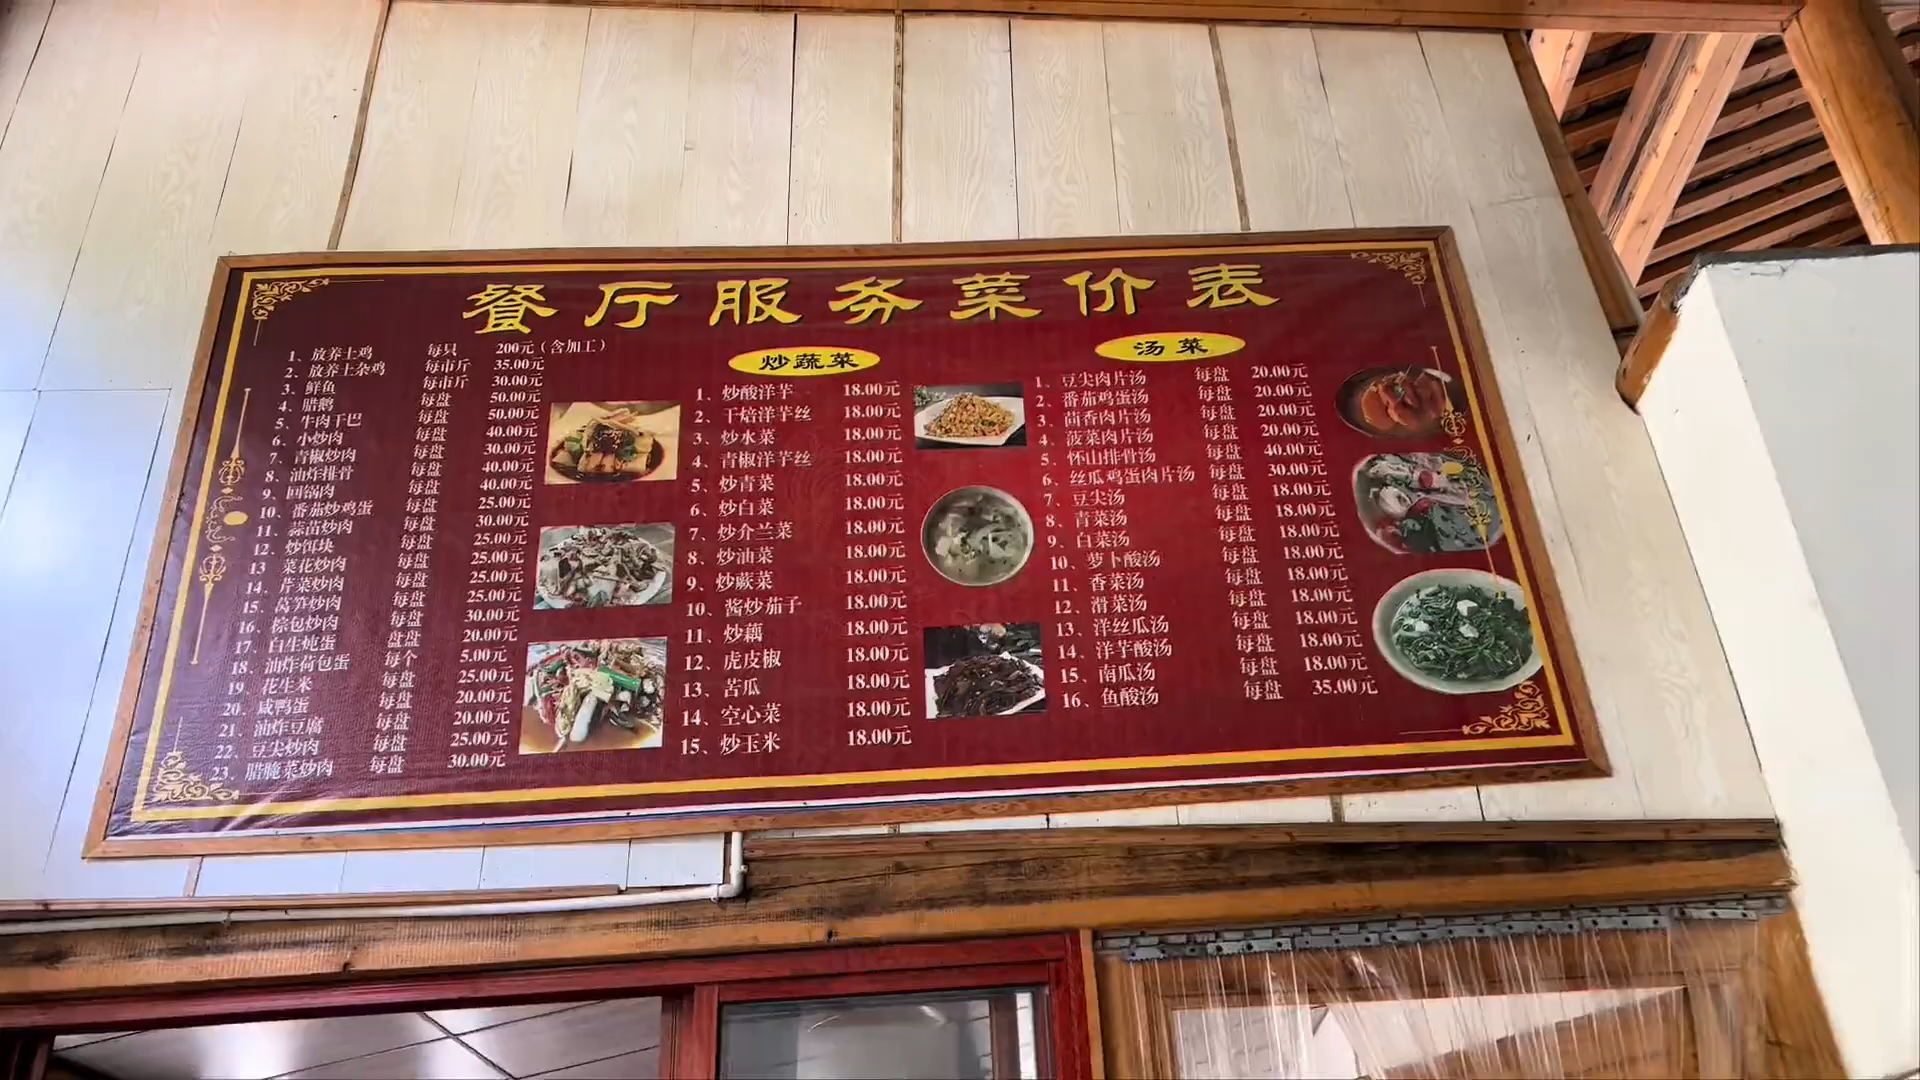 餐厅服务菜价表
1、放养土鸡 每只 200元（含加工）
2、放养土杂鸡 每市斤 35.00元
3、鲜鱼 每市斤 30.00元
4、腊鹅 每盘 50.00元
5、牛肉干巴 每盘 50.00元
6、小炒肉 每盘 40.00元
7、青椒炒肉 每盘 30.00元
8、油炸排骨 每盘 40.00元
9、回锅肉 每盘 40.00元
10、番茄炒鸡蛋 每盘 25.00元
11、蒜苗炒肉 每盘 30.00元
12、炒饵块 每盘 25.00元
13 菜花炒肉 每盘 25.00元
14、芹菜炒肉 每盘 25.00元
15、莴笋炒肉 每盘 25.00元
16、棕包炒肉 每盘 30.00元
17、白生炖蛋 盘盘 20.00元
18、油炸荷包蛋 每个 5.00元
19、花生米 每盘 25.00元
20、咸鸭蛋 每盘 20.00元
21、油炸豆腐 每盘 20.00元
22、豆尖炒肉 每盘 25.00元
23、腊腌菜炒肉 每盘 30.00元
炒蔬菜
1、炒酸洋芋 18.00元
2、干焙洋芋丝 18.00元
3、炒水菜 18.00元
4、青椒洋芋丝 18.00元
5、炒青菜 18.00元
6、炒白菜 18.00元
7、炒介兰菜 18.00元
8、炒油菜 18.00元
9、炒蕨菜 18.00元
10、酱炒茄子 18.00元
11、炒藕 18.00元
12、虎皮椒 18.00元
13、苦瓜 18.00元
14、空心菜 18.00元
15、炒玉米 18.00元
汤菜
1、豆尖肉片汤 每盘 20.00元
2、番茄鸡蛋汤 每盘 20.00元
3、茴香肉片汤 每盘 20.00元
4、菠菜肉片汤 每盘 20.00元
5、怀山排骨汤 每盘 40.00元
6、丝瓜鸡蛋肉片汤 每盘 30.00元
7、豆尖汤 每盘 18.00元
8、青菜汤 每盘 18.00元
9、白菜汤 每盘 18.00元
10、萝卜酸汤 每盘 18.00元
11、香菜汤 每盘 18.00元
12、滑菜汤 每盘 18.00元
13、洋丝瓜汤 每盘 18.00元
14、洋芋酸汤 每盘 18.00元
15、南瓜汤 每盘 18.00元
16、鱼酸汤 每盘 35.00元